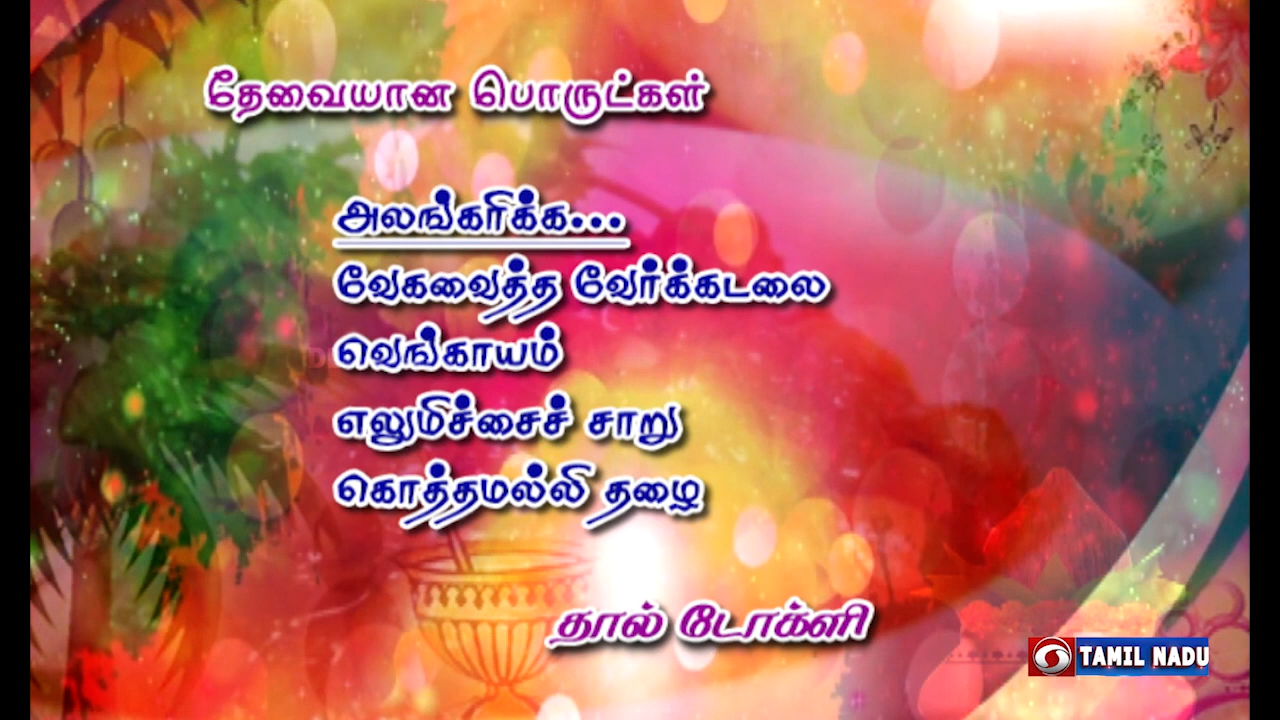 தேவையான பொருட்கள்
அலங்கரிக்க...
வேகவைத்த வேர்க்கடலை
வெங்காயம்
எலுமிச்சைச் சாறு
கொத்தமல்லி தழை
தால் டோக்ளி
TAMIL NADU